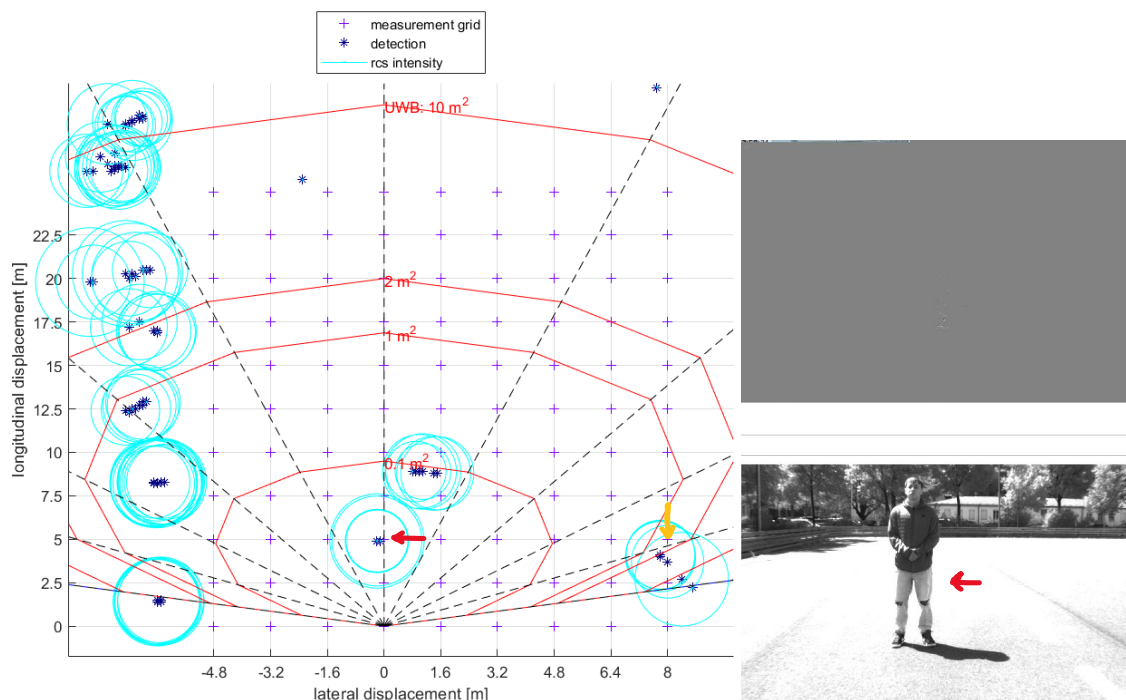 measurement grid
detection
rcs intensity
UWB: 10 m²
2 m²
1 m²
0.1 m²
22.5
20
17.5
15
12.5
10
7.5
5
2.5
0
-4.8 -3.2 -1.6 0 1.6 3.2 4.8 6.4 8
longitudinal displacement [m]
lateral displacement [m]